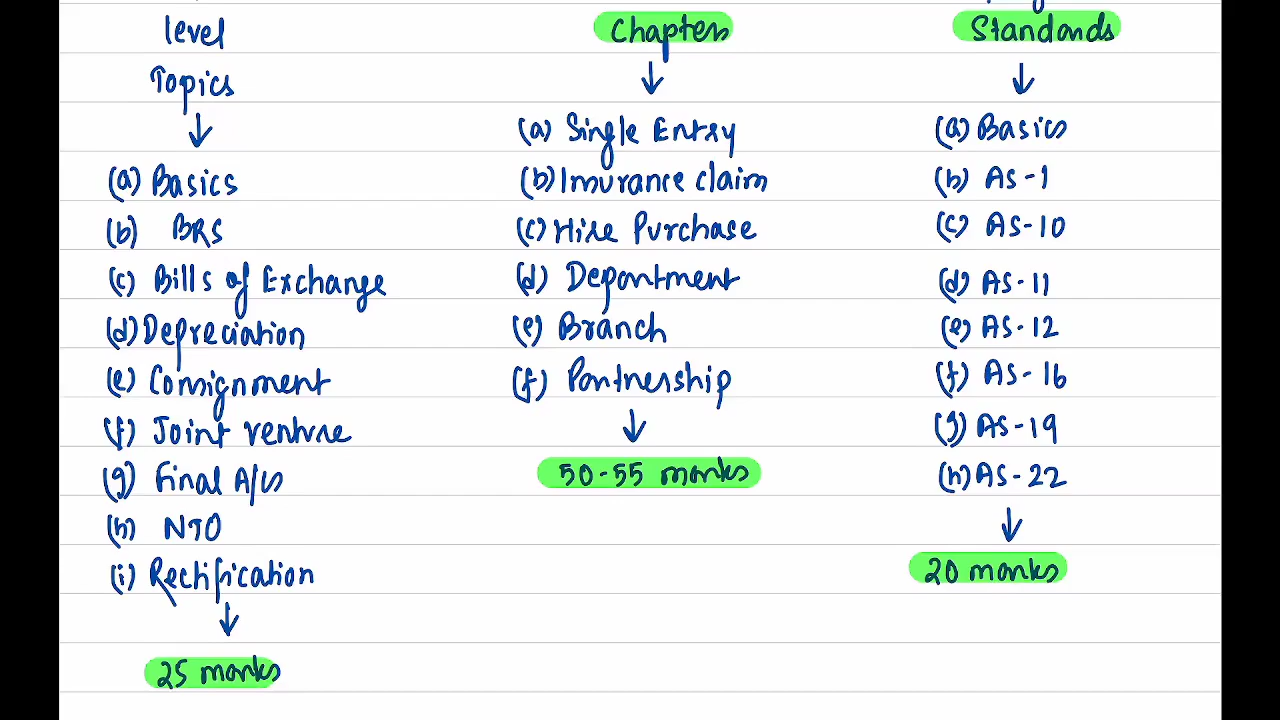 level
Topics
(a) Basics
(b) BRS
(c) Bills of Exchange
(d) Depreciation
(e) Consignment
(f) Joint venture
(g) Final A/cs
(h) NTO
(i) Rectification
25 marks
Chapters
(a) Single Entry
(b) Insurance claim
(c) Hire Purchase
(d) Department
(e) Branch
(f) Partnership
50-55 marks
Standards
(a) Basics
(b) AS-1
(c) AS-10
(d) AS-11
(e) AS-12
(f) AS-16
(g) AS-19
(h) AS-22
20 marks